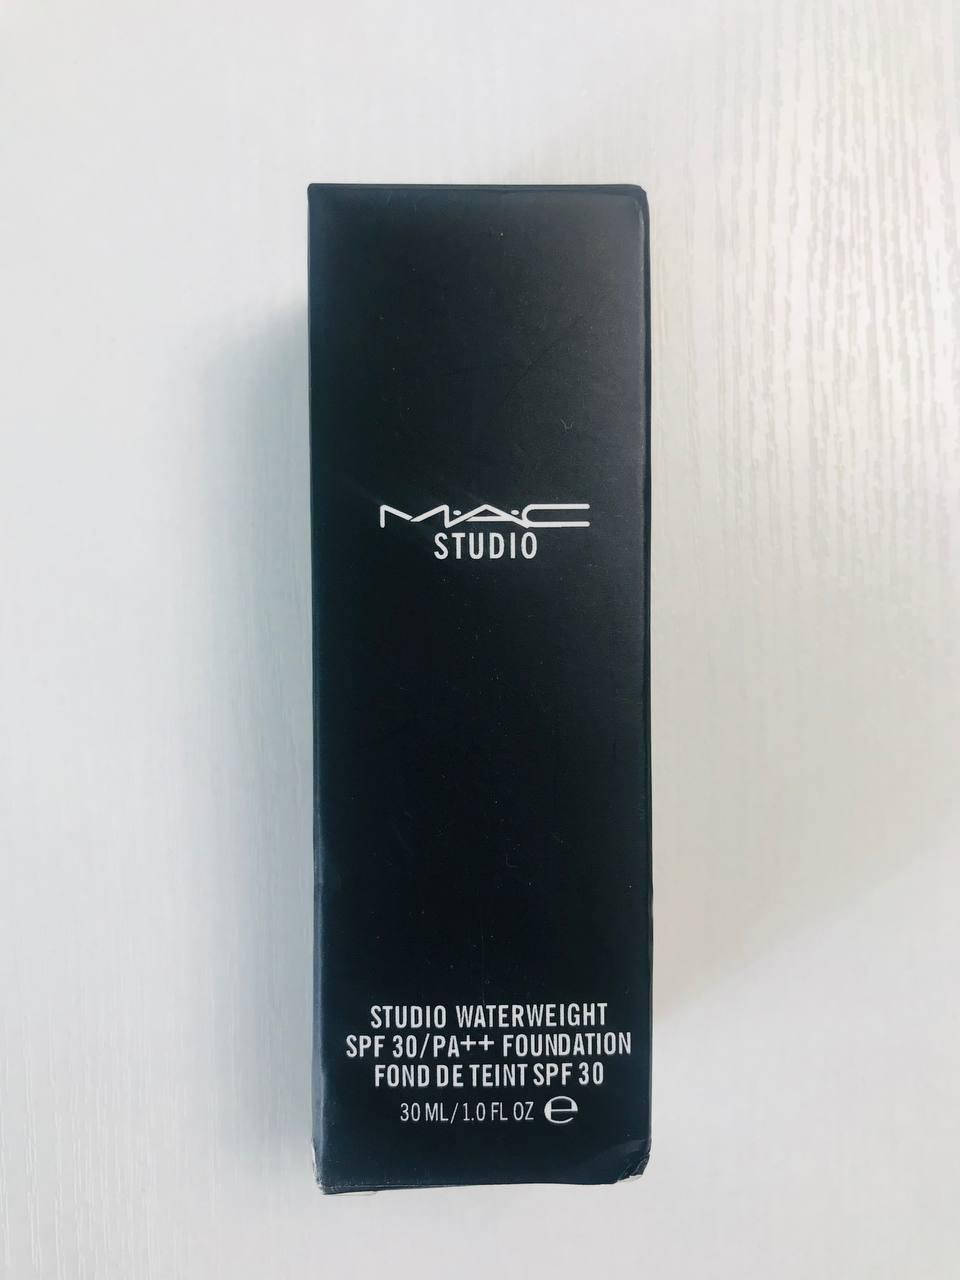 M·A·C
STUDIO
STUDIO WATERWEIGHT
SPF 30/PA++ FOUNDATION
FOND DE TEINT SPF 30
30 ML/1.0 FL OZ ℮